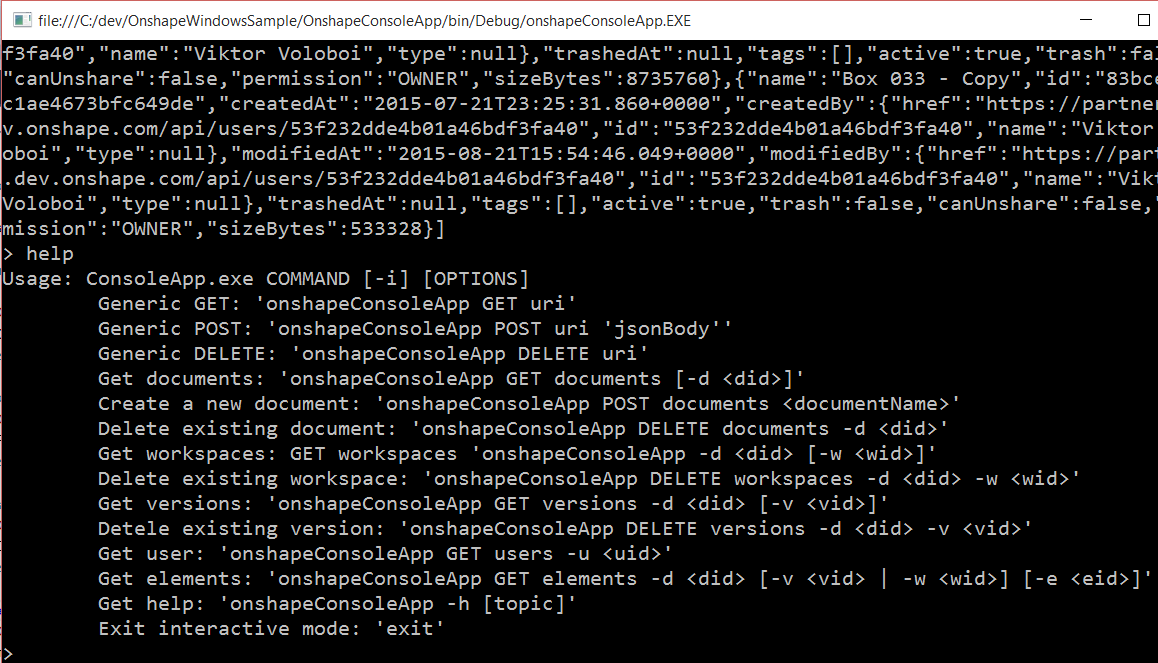 file:///C:/dev/OnshapeWindowsSample/OnshapeConsoleApp/bin/Debug/onshapeConsoleApp.EXE
f3fa40","name":"Viktor Voloboi","type":null},"trashedAt":null,"tags":[],"active":true,"trash":fal
"canUnshare":false,"permission":"OWNER","sizeBytes":8735760},{"name":"Box 033 - Copy","id":"83bce
c1ae4673bfc649de","createdAt":"2015-07-21T23:25:31.860+0000","createdBy":{"href":"https://partner
v.onshape.com/api/users/53f232dde4b01a46bdf3fa40","id":"53f232dde4b01a46bdf3fa40","name":"Viktor
oboi","type":null},"modifiedAt":"2015-08-21T15:54:46.049+0000","modifiedBy":{"href":"https://part
.dev.onshape.com/api/users/53f232dde4b01a46bdf3fa40","id":"53f232dde4b01a46bdf3fa40","name":"Vikt
Voloboi","type":null},"trashedAt":null,"tags":[],"active":true,"trash":false,"canUnshare":false,"
mission":"OWNER","sizeBytes":533328}]
> help
Usage: ConsoleApp.exe COMMAND [-i] [OPTIONS]
Generic GET: 'onshapeConsoleApp GET uri'
Generic POST: 'onshapeConsoleApp POST uri 'jsonBody''
Generic DELETE: 'onshapeConsoleApp DELETE uri'
Get documents: 'onshapeConsoleApp GET documents [-d <did>]'
Create a new document: 'onshapeConsoleApp POST documents <documentName>'
Delete existing document: 'onshapeConsoleApp DELETE documents -d <did>'
Get workspaces: GET workspaces 'onshapeConsoleApp -d <did> [-w <wid>]'
Delete existing workspace: 'onshapeConsoleApp DELETE workspaces -d <did> -w <wid>'
Get versions: 'onshapeConsoleApp GET versions -d <did> [-v <vid>]'
Detele existing version: 'onshapeConsoleApp DELETE versions -d <did> -v <vid>'
Get user: 'onshapeConsoleApp GET users -u <uid>'
Get elements: 'onshapeConsoleApp GET elements -d <did> [-v <vid> | -w <wid>] [-e <eid>]'
Get help: 'onshapeConsoleApp -h [topic]'
Exit interactive mode: 'exit'
>